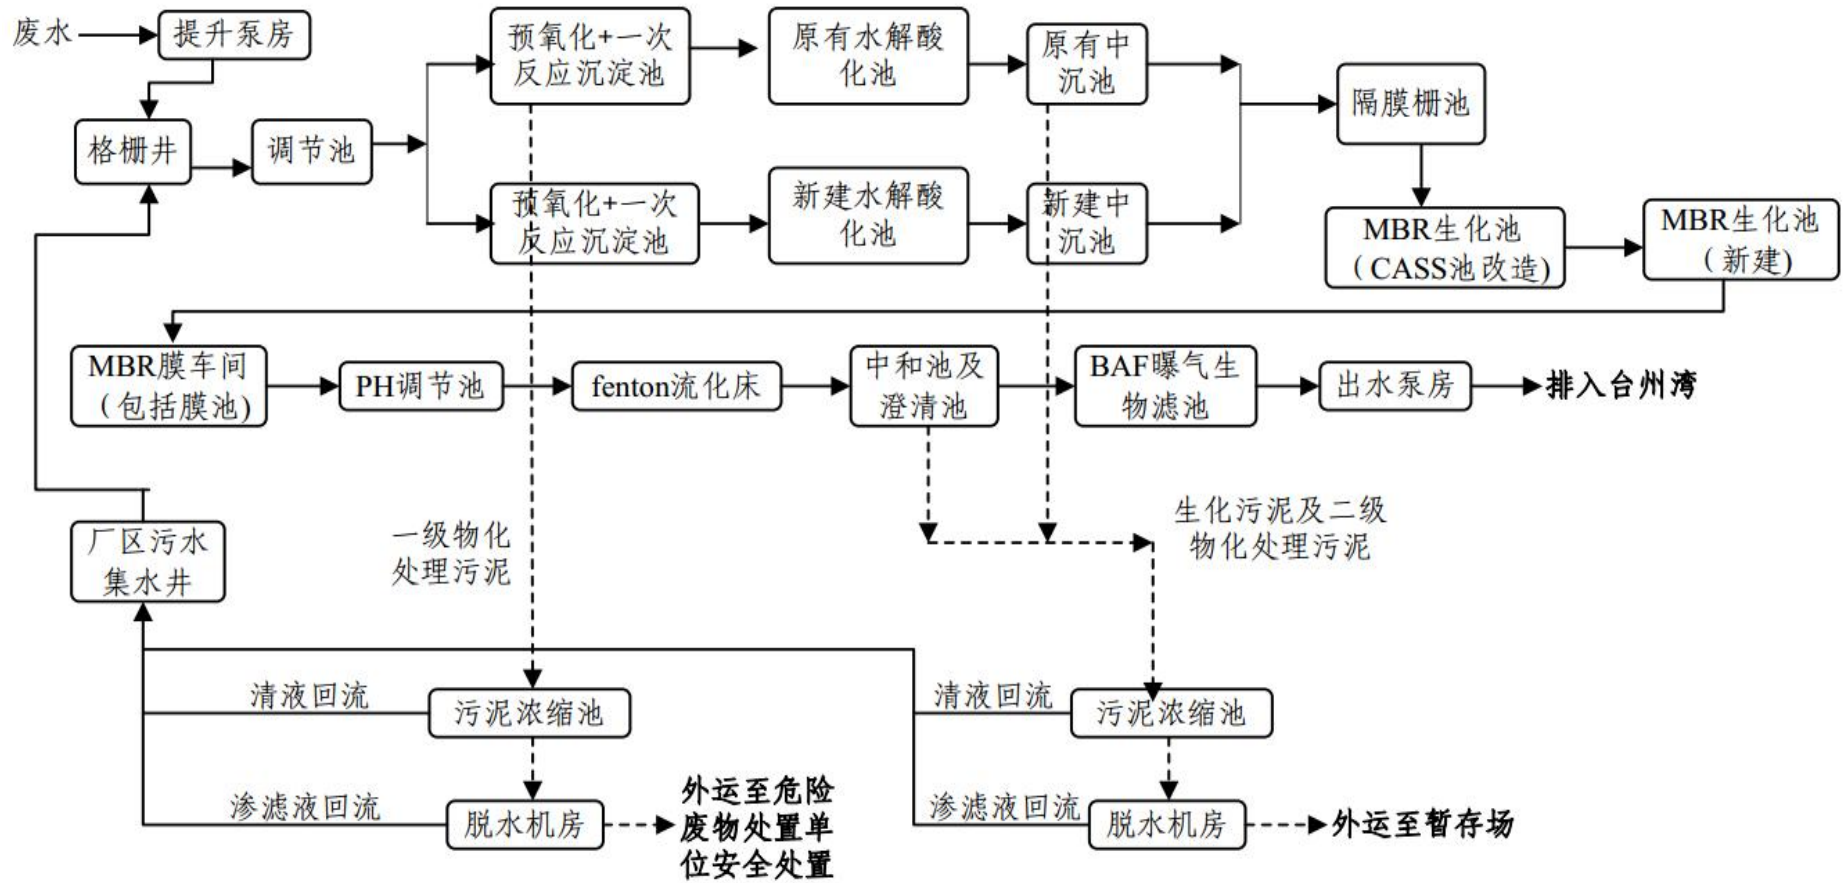 废水
提升泵房
预氧化+一次
反应沉淀池
原有水解酸
化池
原有中
沉池
隔膜栅池
格栅井
调节池
预氧化+一次
反应沉淀池
新建水解酸
化池
新建中
沉池
MBR生化池
（CASS池改造)
MBR生化池
（新建)
MBR膜车间
（包括膜池)
PH调节池
fenton流化床
中和池及
澄清池
BAF曝气生
物滤池
出水泵房
排入台州湾
厂区污水
集水井
一级物化
处理污泥
生化污泥及二级
物化处理污泥
清液回流
污泥浓缩池
清液回流
污泥浓缩池
渗滤液回流
脱水机房
外运至危险
废物处置单
位安全处置
渗滤液回流
脱水机房
外运至暂存场